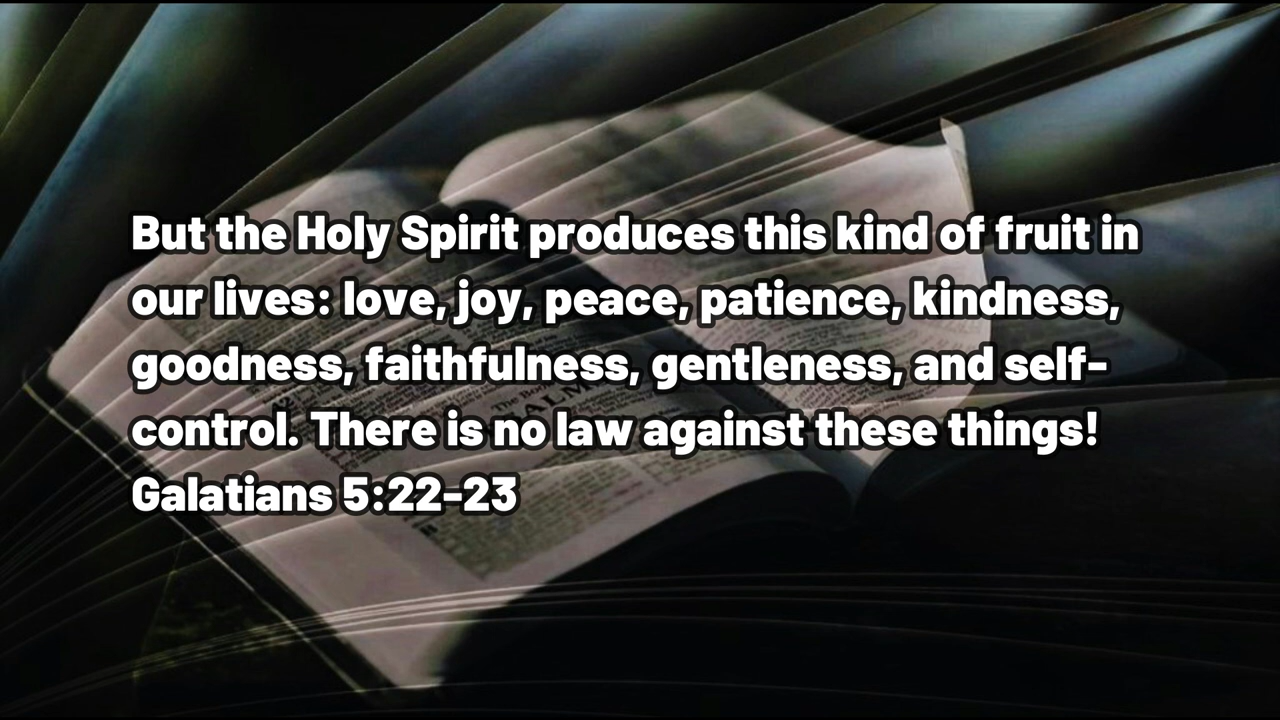 But the Holy Spirit produces this kind of fruit in
our lives: love, joy, peace, patience, kindness,
goodness, faithfulness, gentleness, and self-
control. There is no law against these things!
Galatians 5:22-23